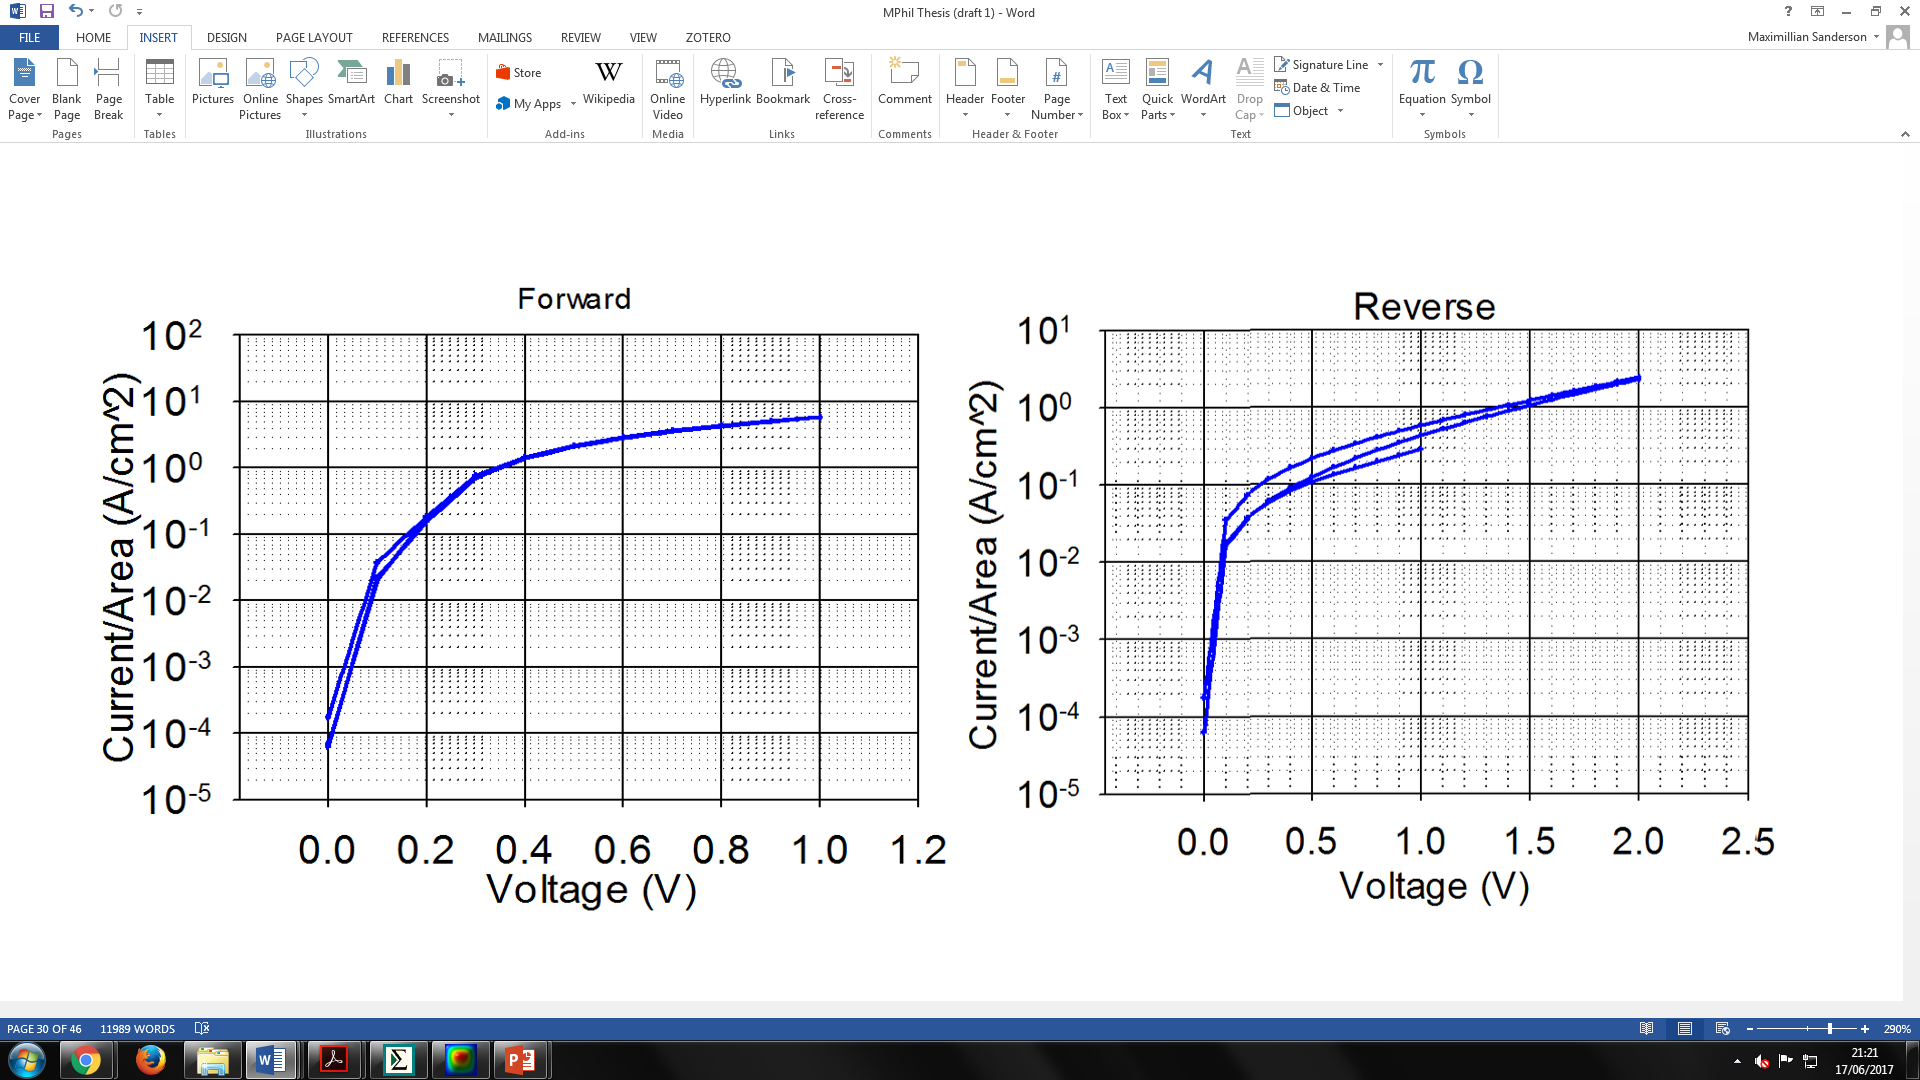 MPhil Thesis (draft 1) - Word
FILE HOME INSERT DESIGN PAGE LAYOUT REFERENCES MAILINGS REVIEW VIEW ZOTERO
Maximillian Sanderson
Cover Page
Blank Page
Page Break
Pages
Table
Tables
Pictures
Online Pictures
Shapes
SmartArt
Chart
Screenshot
Illustrations
Store
My Apps
Wikipedia
Add-ins
Online Video
Media
Hyperlink
Bookmark
Cross-reference
Links
Comment
Comments
Header
Footer
Page Number
Header & Footer
Text Box
Quick Parts
WordArt
Drop Cap
Signature Line
Date & Time
Object
Text
Equation
Symbol
Symbols
Forward
Current/Area (A/cm^2)
10^2
10^1
10^0
10^-1
10^-2
10^-3
10^-4
10^-5
0.0 0.2 0.4 0.6 0.8 1.0 1.2
Voltage (V)
Reverse
Current/Area (A/cm^2)
10^1
10^0
10^-1
10^-2
10^-3
10^-4
10^-5
0.0 0.5 1.0 1.5 2.0 2.5
Voltage (V)
PAGE 30 OF 46 11989 WORDS
290%
21:21
17/06/2017